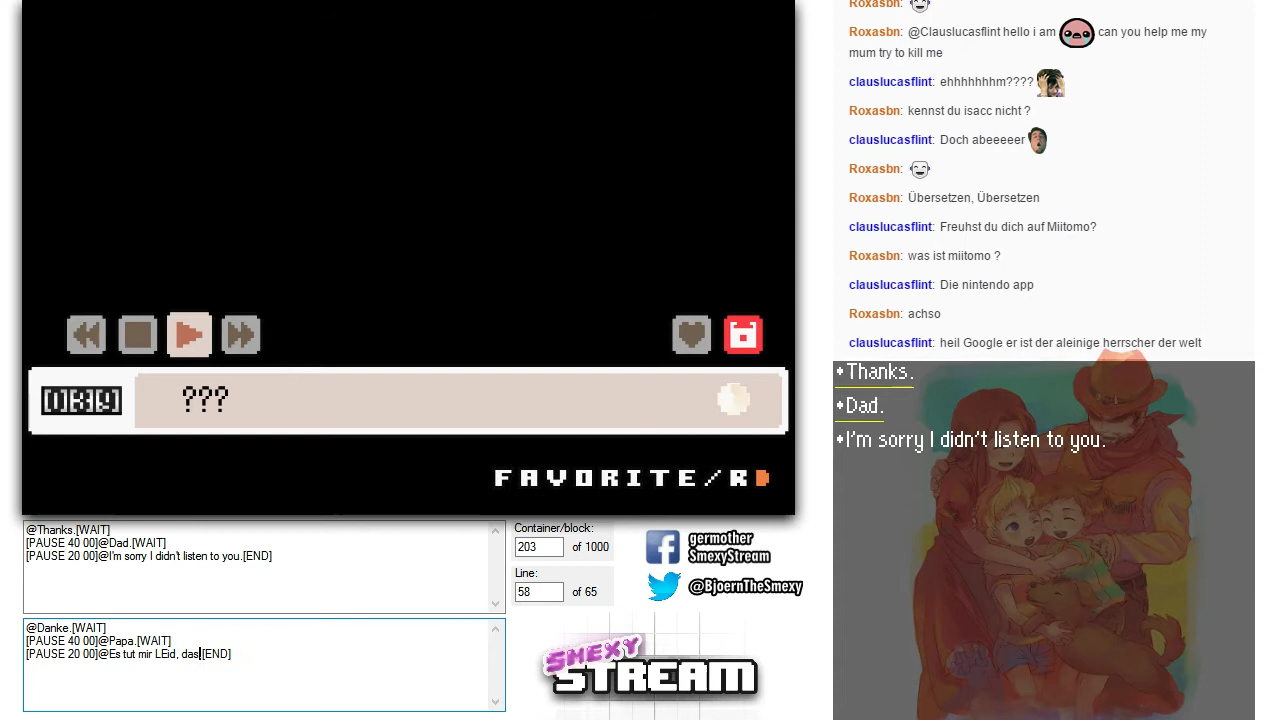 Roxasbn:
Roxasbn: @Clauslucasflint hello i am can you help me my
mum try to kill me
clauslucasflint: ehhhhhhhm????
Roxasbn: kennst du isacc nicht ?
clauslucasflint: Doch abeeeeer
Roxasbn:
Roxasbn: Übersetzen, Übersetzen
clauslucasflint: Freuhst du dich auf Miitomo?
Roxasbn: was ist miitomo ?
clauslucasflint: Die nintendo app
Roxasbn: achso
clauslucasflint: heil Google er ist der aleinige herrscher der welt
•Thanks.
•Dad.
•I'm sorry I didn't listen to you.
039 ???
FAVORITE/R
@Thanks.[WAIT]
[PAUSE 40 00]@Dad.[WAIT]
[PAUSE 20 00]@I'm sorry I didn't listen to you.[END]
Container/block:
203 of 1000
Line:
58 of 65
germother
SmexyStream
@BjoernTheSmexy
@Danke.[WAIT]
[PAUSE 40 00]@Papa.[WAIT]
[PAUSE 20 00]@Es tut mir LEid, das[END]
SMEXY
STREAM